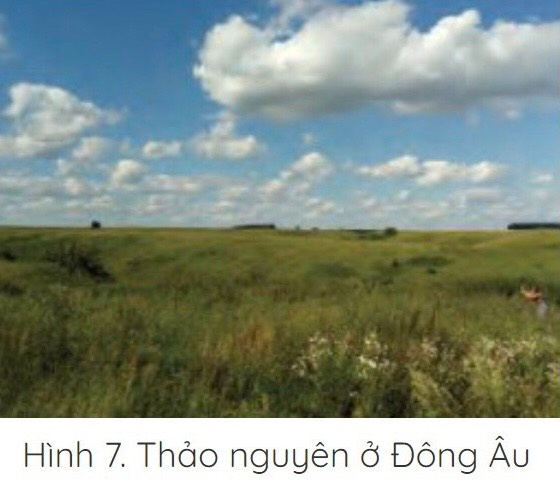 Hình 7. Thảo nguyên ở Đông Âu